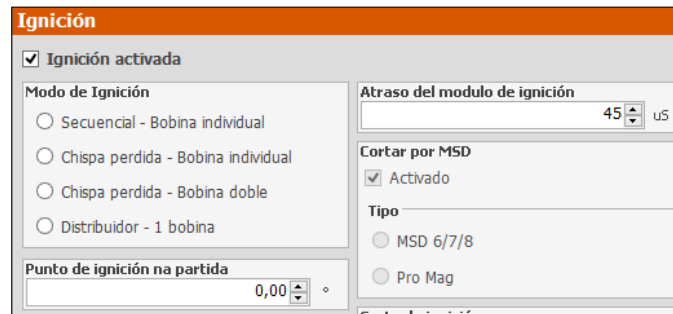 Ignición
Ignición activada
Modo de Ignición
Secuencial - Bobina individual
Chispa perdida - Bobina individual
Chispa perdida - Bobina doble
Distribuidor - 1 bobina
Punto de ignición na partida
0,00 °
Atraso del modulo de ignición
45 uS
Cortar por MSD
Activado
Tipo
MSD 6/7/8
Pro Mag